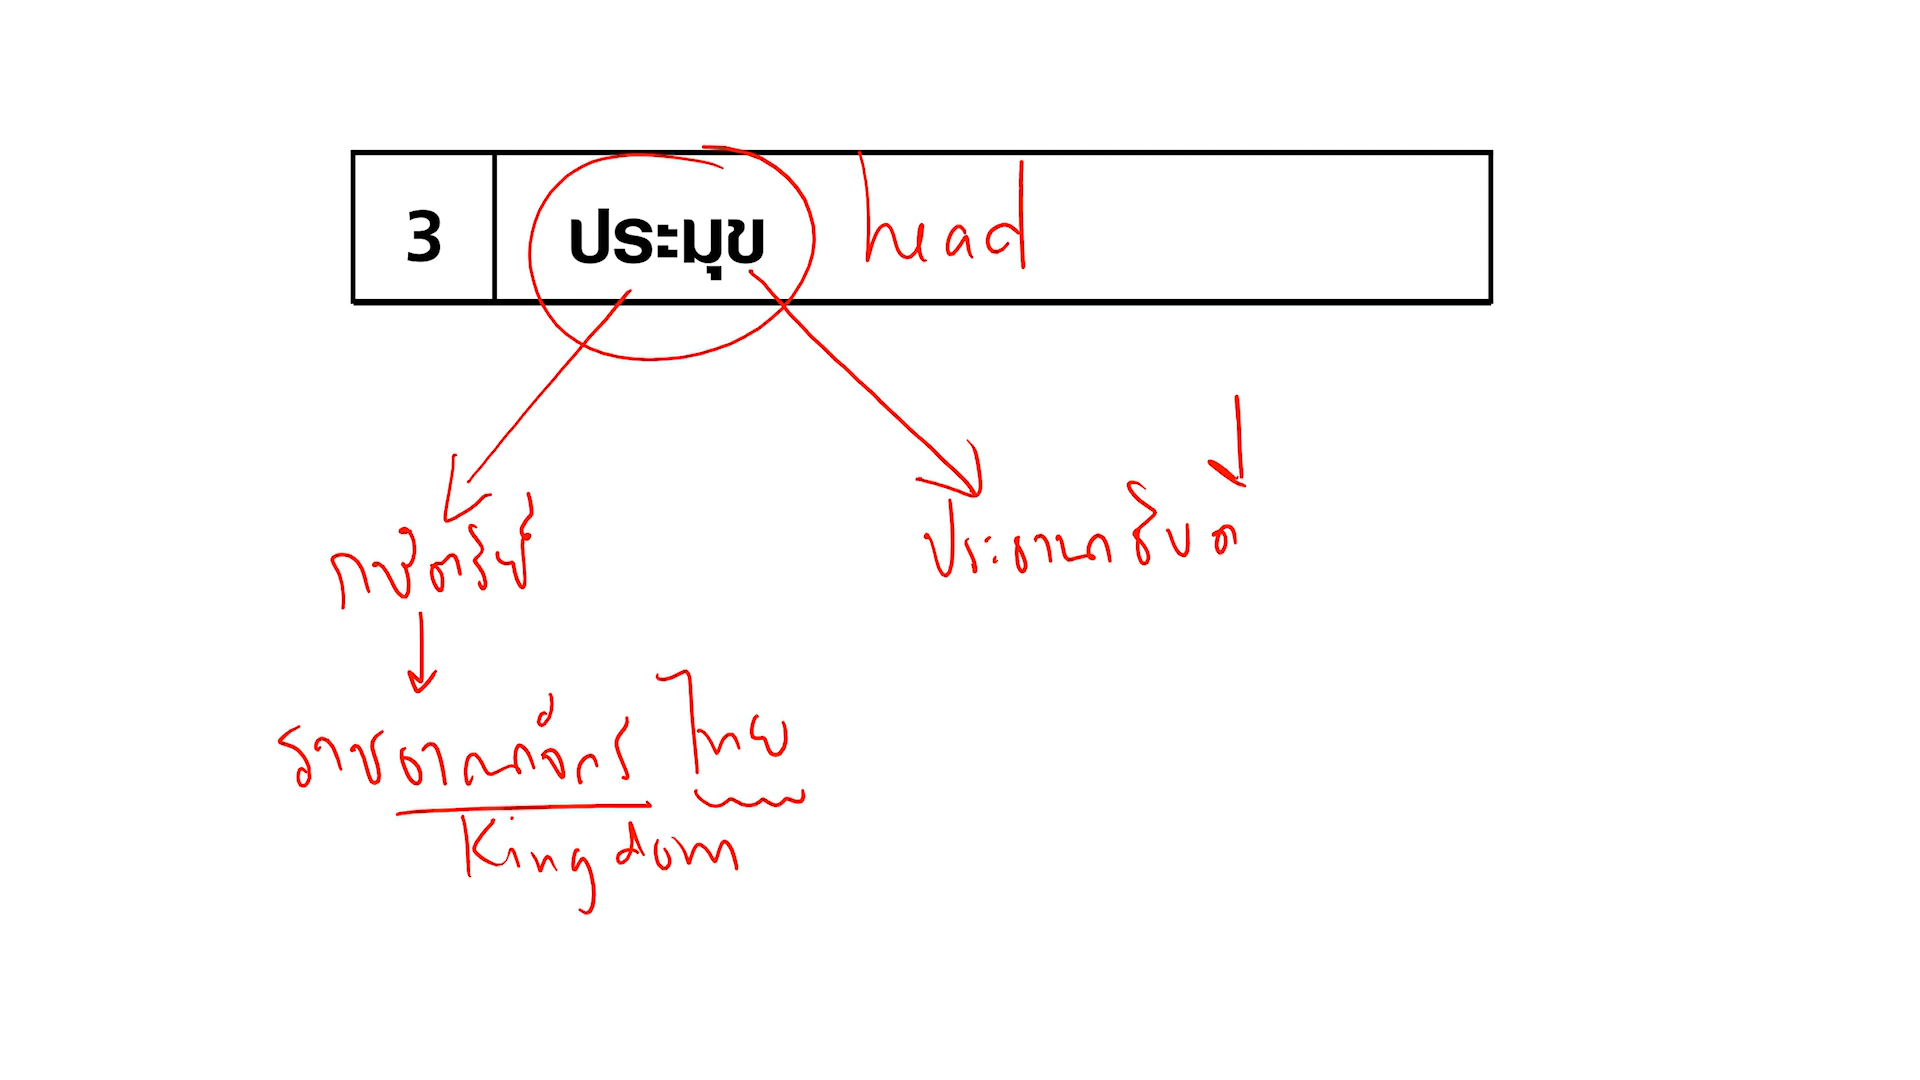 3 ประมุข head
กษัตริย์ ประธานาธิบด
ราชอาณาจักร ไทย
Kingdom